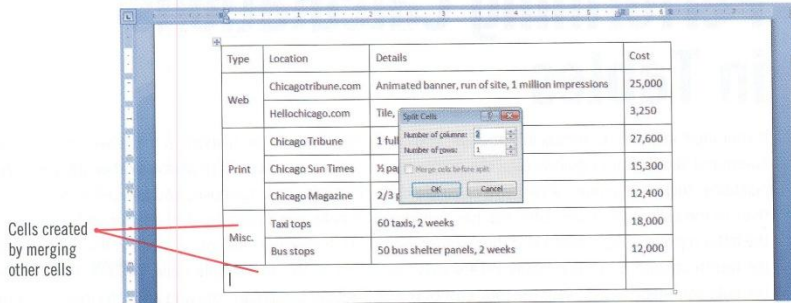 Type Location Details Cost
Web Chicagotribune.com Animated banner, run of site, 1 million impressions 25,000
Hellochicago.com Tile, 3,250
Split Cells
Number of columns: 2
Number of rows: 1
Merge cells before split
OK Cancel
Print Chicago Tribune 1 full 27,600
Chicago Sun Times ½ pa 15,300
Chicago Magazine 2/3 p 12,400
Misc. Taxi tops 60 taxis, 2 weeks 18,000
Bus stops 50 bus shelter panels, 2 weeks 12,000
Cells created
by merging
other cells